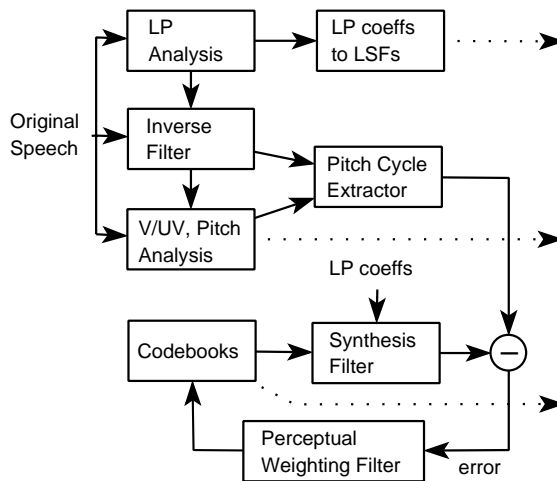 LP
Analysis
LP coeffs
to LSFs
Original
Speech
Inverse
Filter
Pitch Cycle
Extractor
V/UV, Pitch
Analysis
LP coeffs
Codebooks
Synthesis
Filter
−
Perceptual
Weighting Filter
error